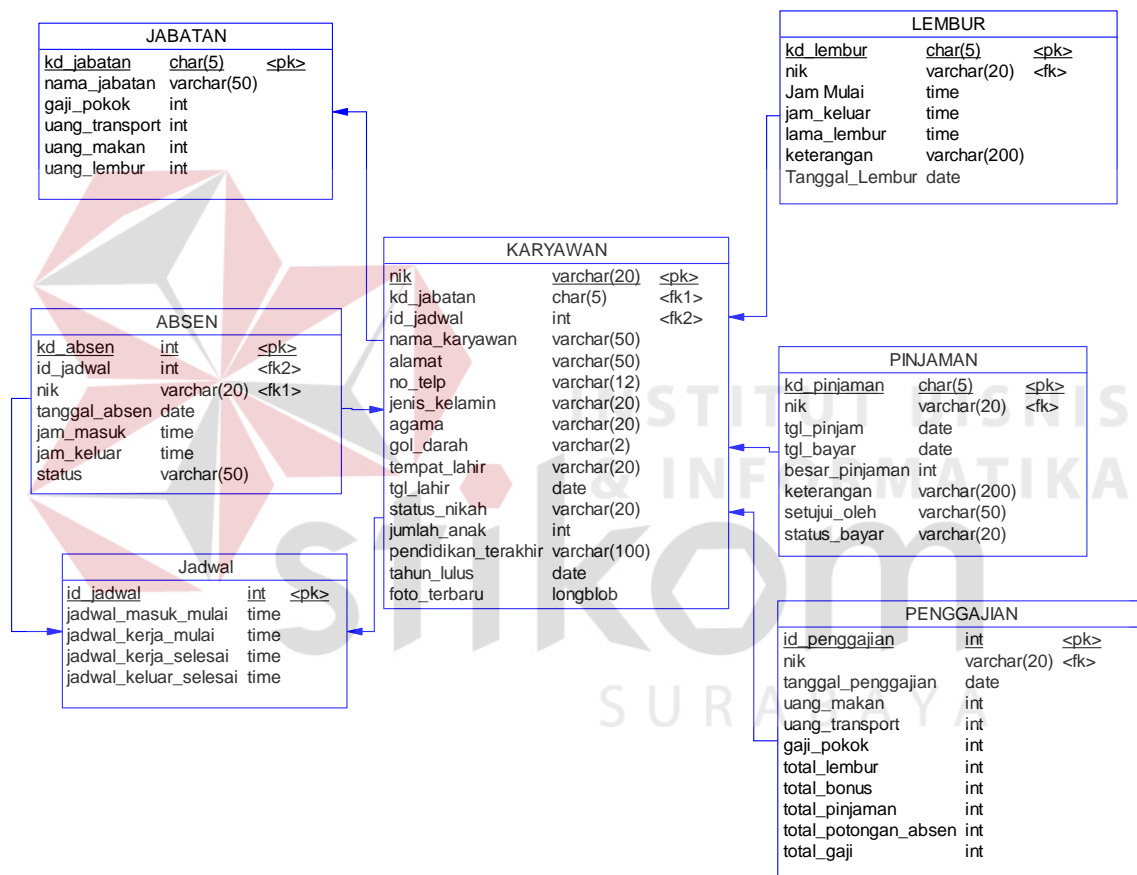 JABATAN
kd_jabatan char(5) <pk>
nama_jabatan varchar(50)
gaji_pokok int
uang_transport int
uang_makan int
uang_lembur int
LEMBUR
kd_lembur char(5) <pk>
nik varchar(20) <fk>
Jam Mulai time
jam_keluar time
lama_lembur time
keterangan varchar(200)
Tanggal_Lembur date
KARYAWAN
nik varchar(20) <pk>
kd_jabatan char(5) <fk1>
id_jadwal int <fk2>
nama_karyawan varchar(50)
alamat varchar(50)
no_telp varchar(12)
jenis_kelamin varchar(20)
agama varchar(20)
gol_darah varchar(2)
tempat_lahir varchar(20)
tgl_lahir date
status_nikah varchar(20)
jumlah_anak int
pendidikan_terakhir varchar(100)
tahun_lulus date
foto_terbaru longblob
ABSEN
kd_absen int <pk>
id_jadwal int <fk2>
nik varchar(20) <fk1>
tanggal_absen date
jam_masuk time
jam_keluar time
status varchar(50)
PINJAMAN
kd_pinjaman char(5) <pk>
nik varchar(20) <fk>
tgl_pinjam date
tgl_bayar date
besar_pinjaman int
keterangan varchar(200)
setujui_oleh varchar(50)
status_bayar varchar(20)
Jadwal
id_jadwal int <pk>
jadwal_masuk_mulai time
jadwal_kerja_mulai time
jadwal_kerja_selesai time
jadwal_keluar_selesai time
PENGGAJIAN
id_penggajian int <pk>
nik varchar(20) <fk>
tanggal_penggajian date
uang_makan int
uang_transport int
gaji_pokok int
total_lembur int
total_bonus int
total_pinjaman int
total_potongan_absen int
total_gaji int
INSTITUT BISNIS
& INFORMATIKA
stikom
SURABAYA